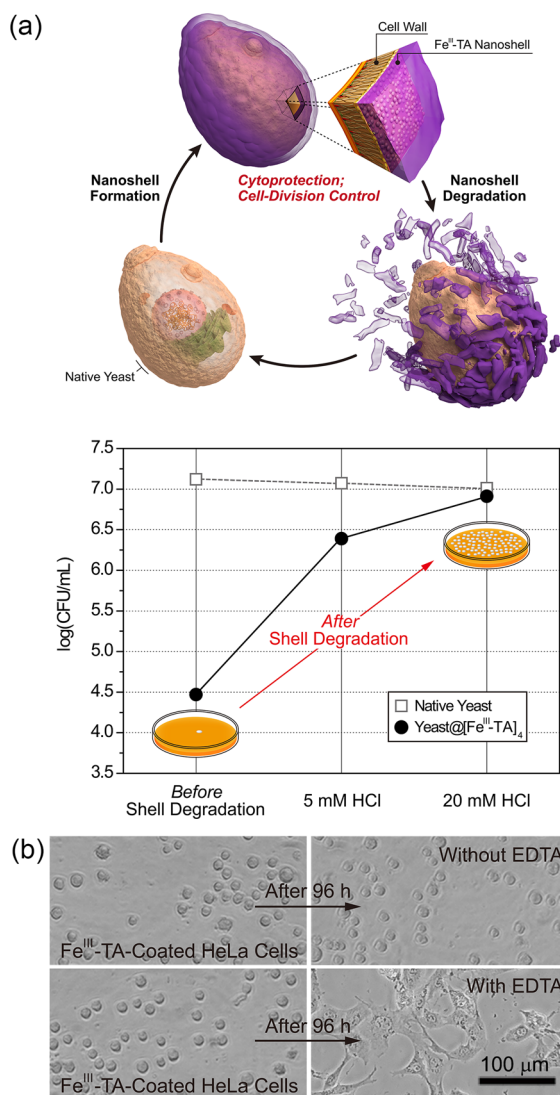 (a)
Cell Wall
Fe^II-TA Nanoshell
Nanoshell
Formation
Cytoprotection;
Cell-Division Control
Nanoshell
Degradation
Native Yeast
log(CFU/mL)
7.5
7.0
6.5
6.0
5.5
5.0
4.5
4.0
3.5
After
Shell Degradation
Native Yeast
Yeast@[Fe^III-TA]_4
Before
Shell Degradation
5 mM HCl
20 mM HCl
(b)
Without EDTA
After 96 h
Fe^III-TA-Coated HeLa Cells
With EDTA
After 96 h
Fe^III-TA-Coated HeLa Cells
100 μm